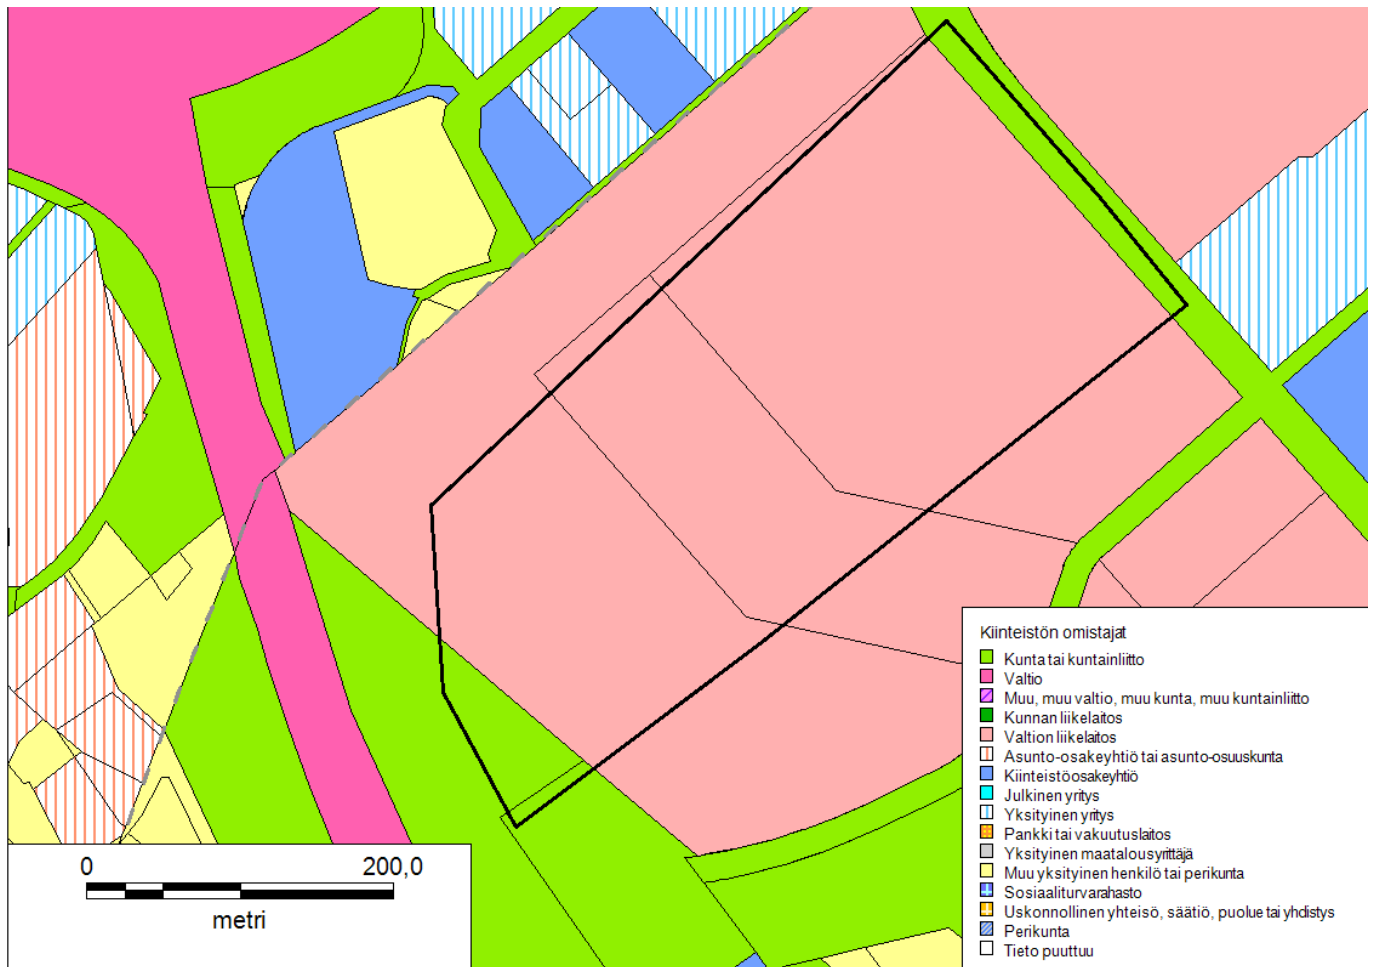 Kiinteistön omistajat
Kunta tai kuntainliitto
Valtio
Muu, muu valtio, muu kunta, muu kuntainliitto
Kunnan liikelaitos
Valtion liikelaitos
Asunto-osakeyhtiö tai asunto-osuuskunta
Kiinteistöosakeyhtiö
Julkinen yritys
Yksityinen yritys
Pankki tai vakuutuslaitos
Yksityinen maatalousyrittäjä
Muu yksityinen henkilö tai perikunta
Sosiaaliturvarahasto
Uskonnollinen yhteisö, säätiö, puolue tai yhdistys
Perikunta
Tieto puuttuu
0 200,0
metri